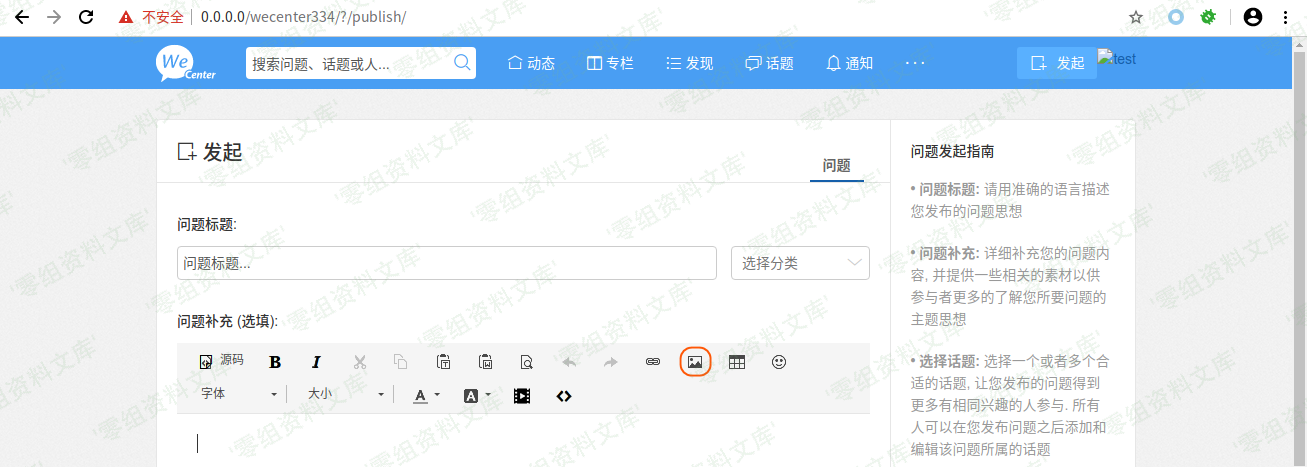 不安全 0.0.0.0/wecenter334/?/publish/
WeCenter 搜索问题、话题或人... 动态 专栏 发现 话题 通知 ··· 发起 test
发起
问题
问题标题:
问题标题... 选择分类
问题补充 (选填):
源码 B I
字体 大小 A A
问题发起指南
• 问题标题: 请用准确的语言描述
您发布的问题思想
• 问题补充: 详细补充您的问题内
容, 并提供一些相关的素材以供
参与者更多的了解您所要问题的
主题思想
• 选择话题: 选择一个或者多个合
适的话题, 让您发布的问题得到
更多有相同兴趣的人参与. 所有
人可以在您发布问题之后添加和
编辑该问题所属的话题
'零组资料文库'